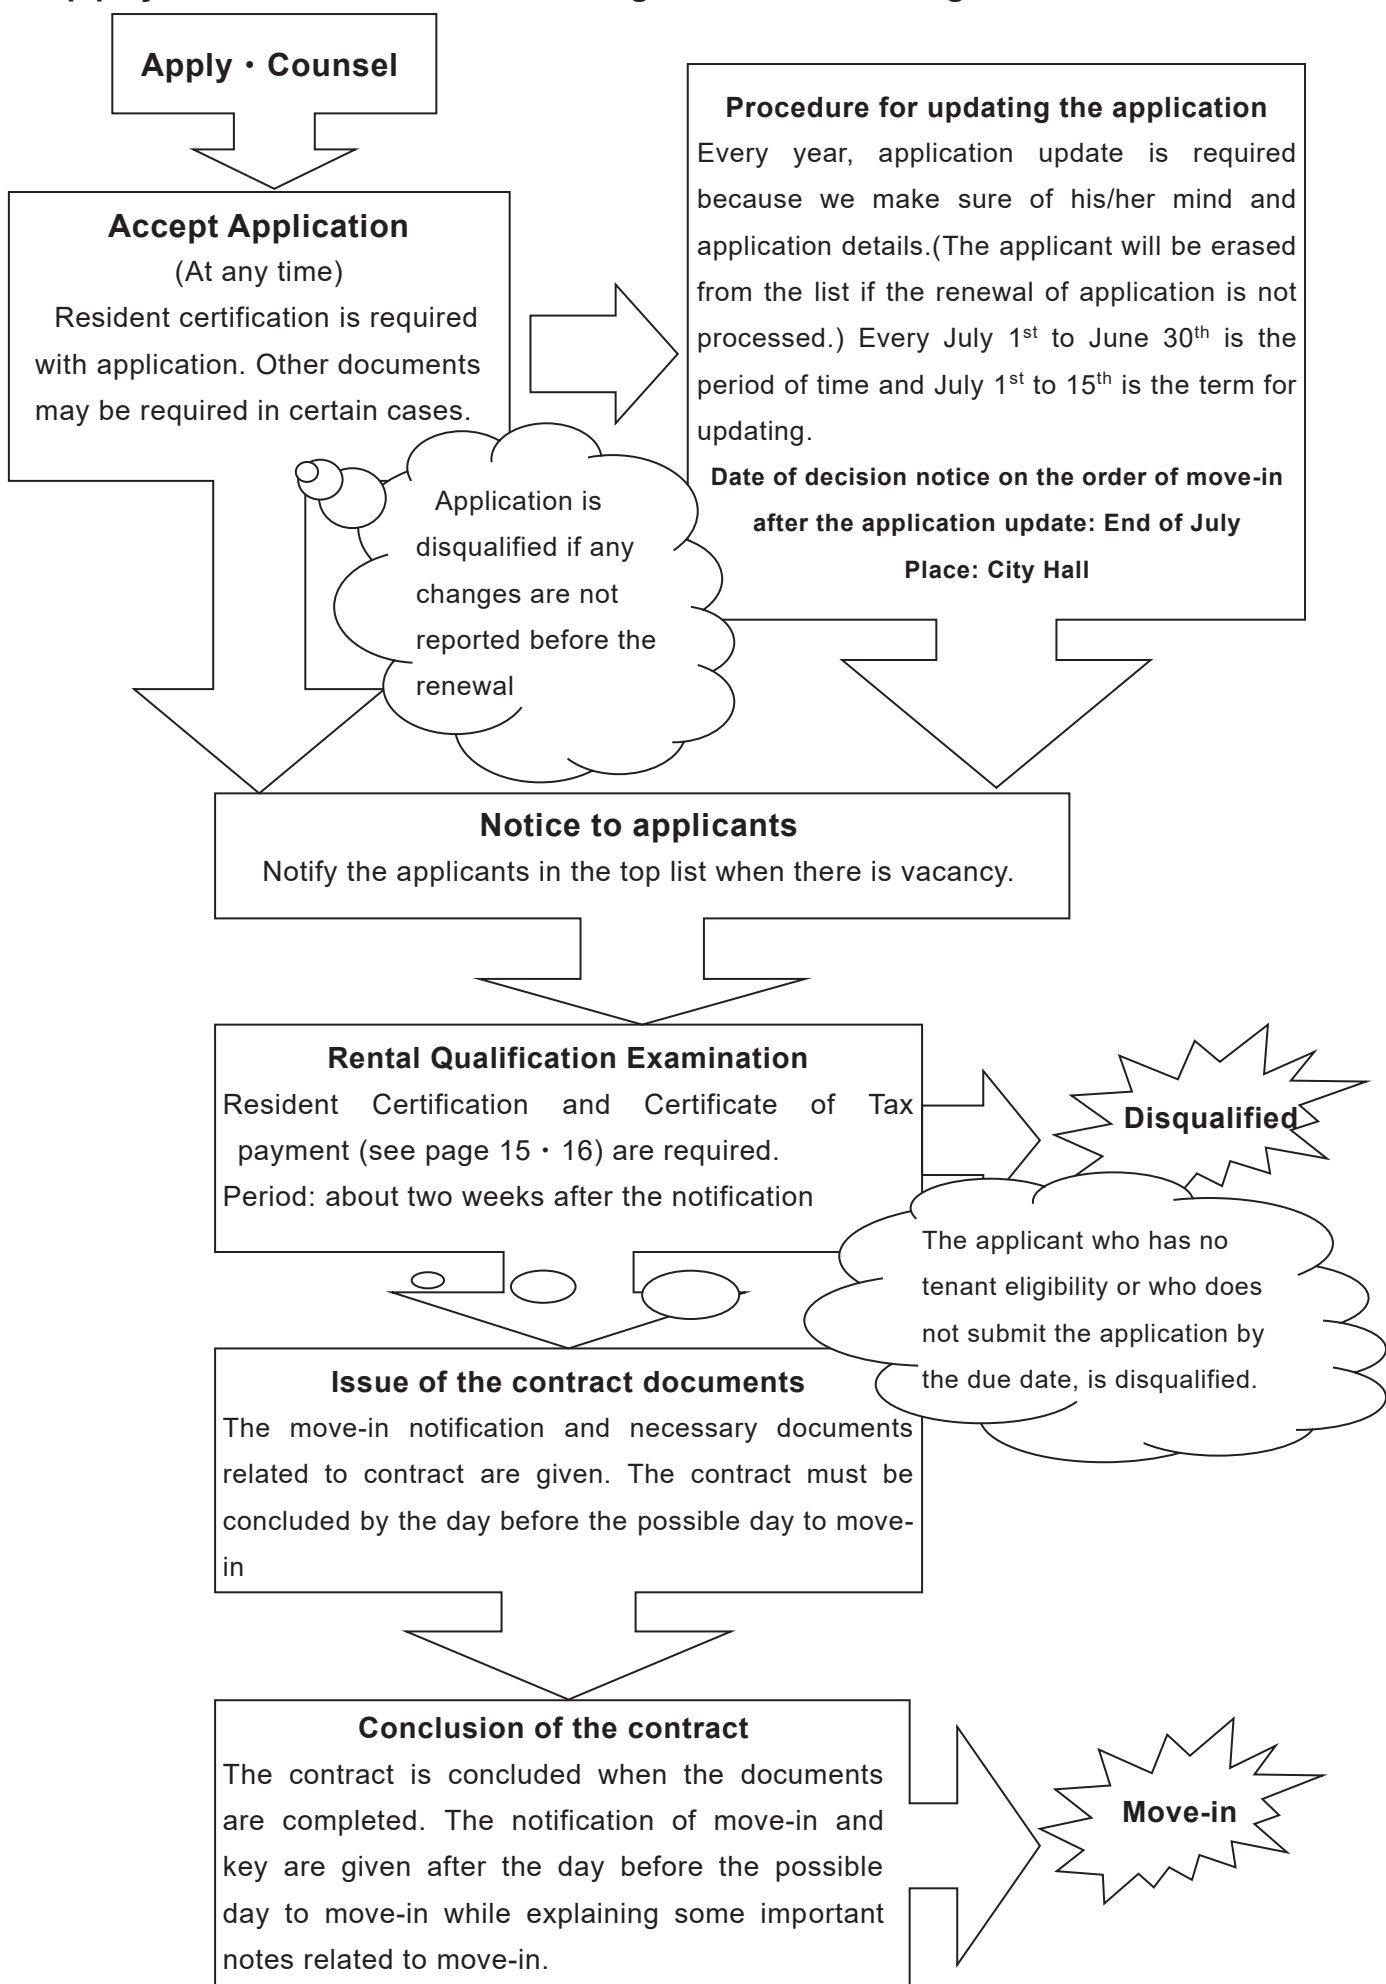 Apply・Counsel
Accept Application
(At any time)
Resident certification is required
with application. Other documents
may be required in certain cases.
Procedure for updating the application
Every year, application update is required
because we make sure of his/her mind and
application details.(The applicant will be erased
from the list if the renewal of application is not
processed.) Every July 1st to June 30th is the
period of time and July 1st to 15th is the term for
updating.
Date of decision notice on the order of move-in
after the application update: End of July
Place: City Hall
Application is
disqualified if any
changes are not
reported before the
renewal
Notice to applicants
Notify the applicants in the top list when there is vacancy.
Rental Qualification Examination
Resident Certification and Certificate of Tax
payment (see page 15・16) are required.
Period: about two weeks after the notification
Disqualified
The applicant who has no
tenant eligibility or who does
not submit the application by
the due date, is disqualified.
Issue of the contract documents
The move-in notification and necessary documents
related to contract are given. The contract must be
concluded by the day before the possible day to move-
in
Conclusion of the contract
The contract is concluded when the documents
are completed. The notification of move-in and
key are given after the day before the possible
day to move-in while explaining some important
notes related to move-in.
Move-in